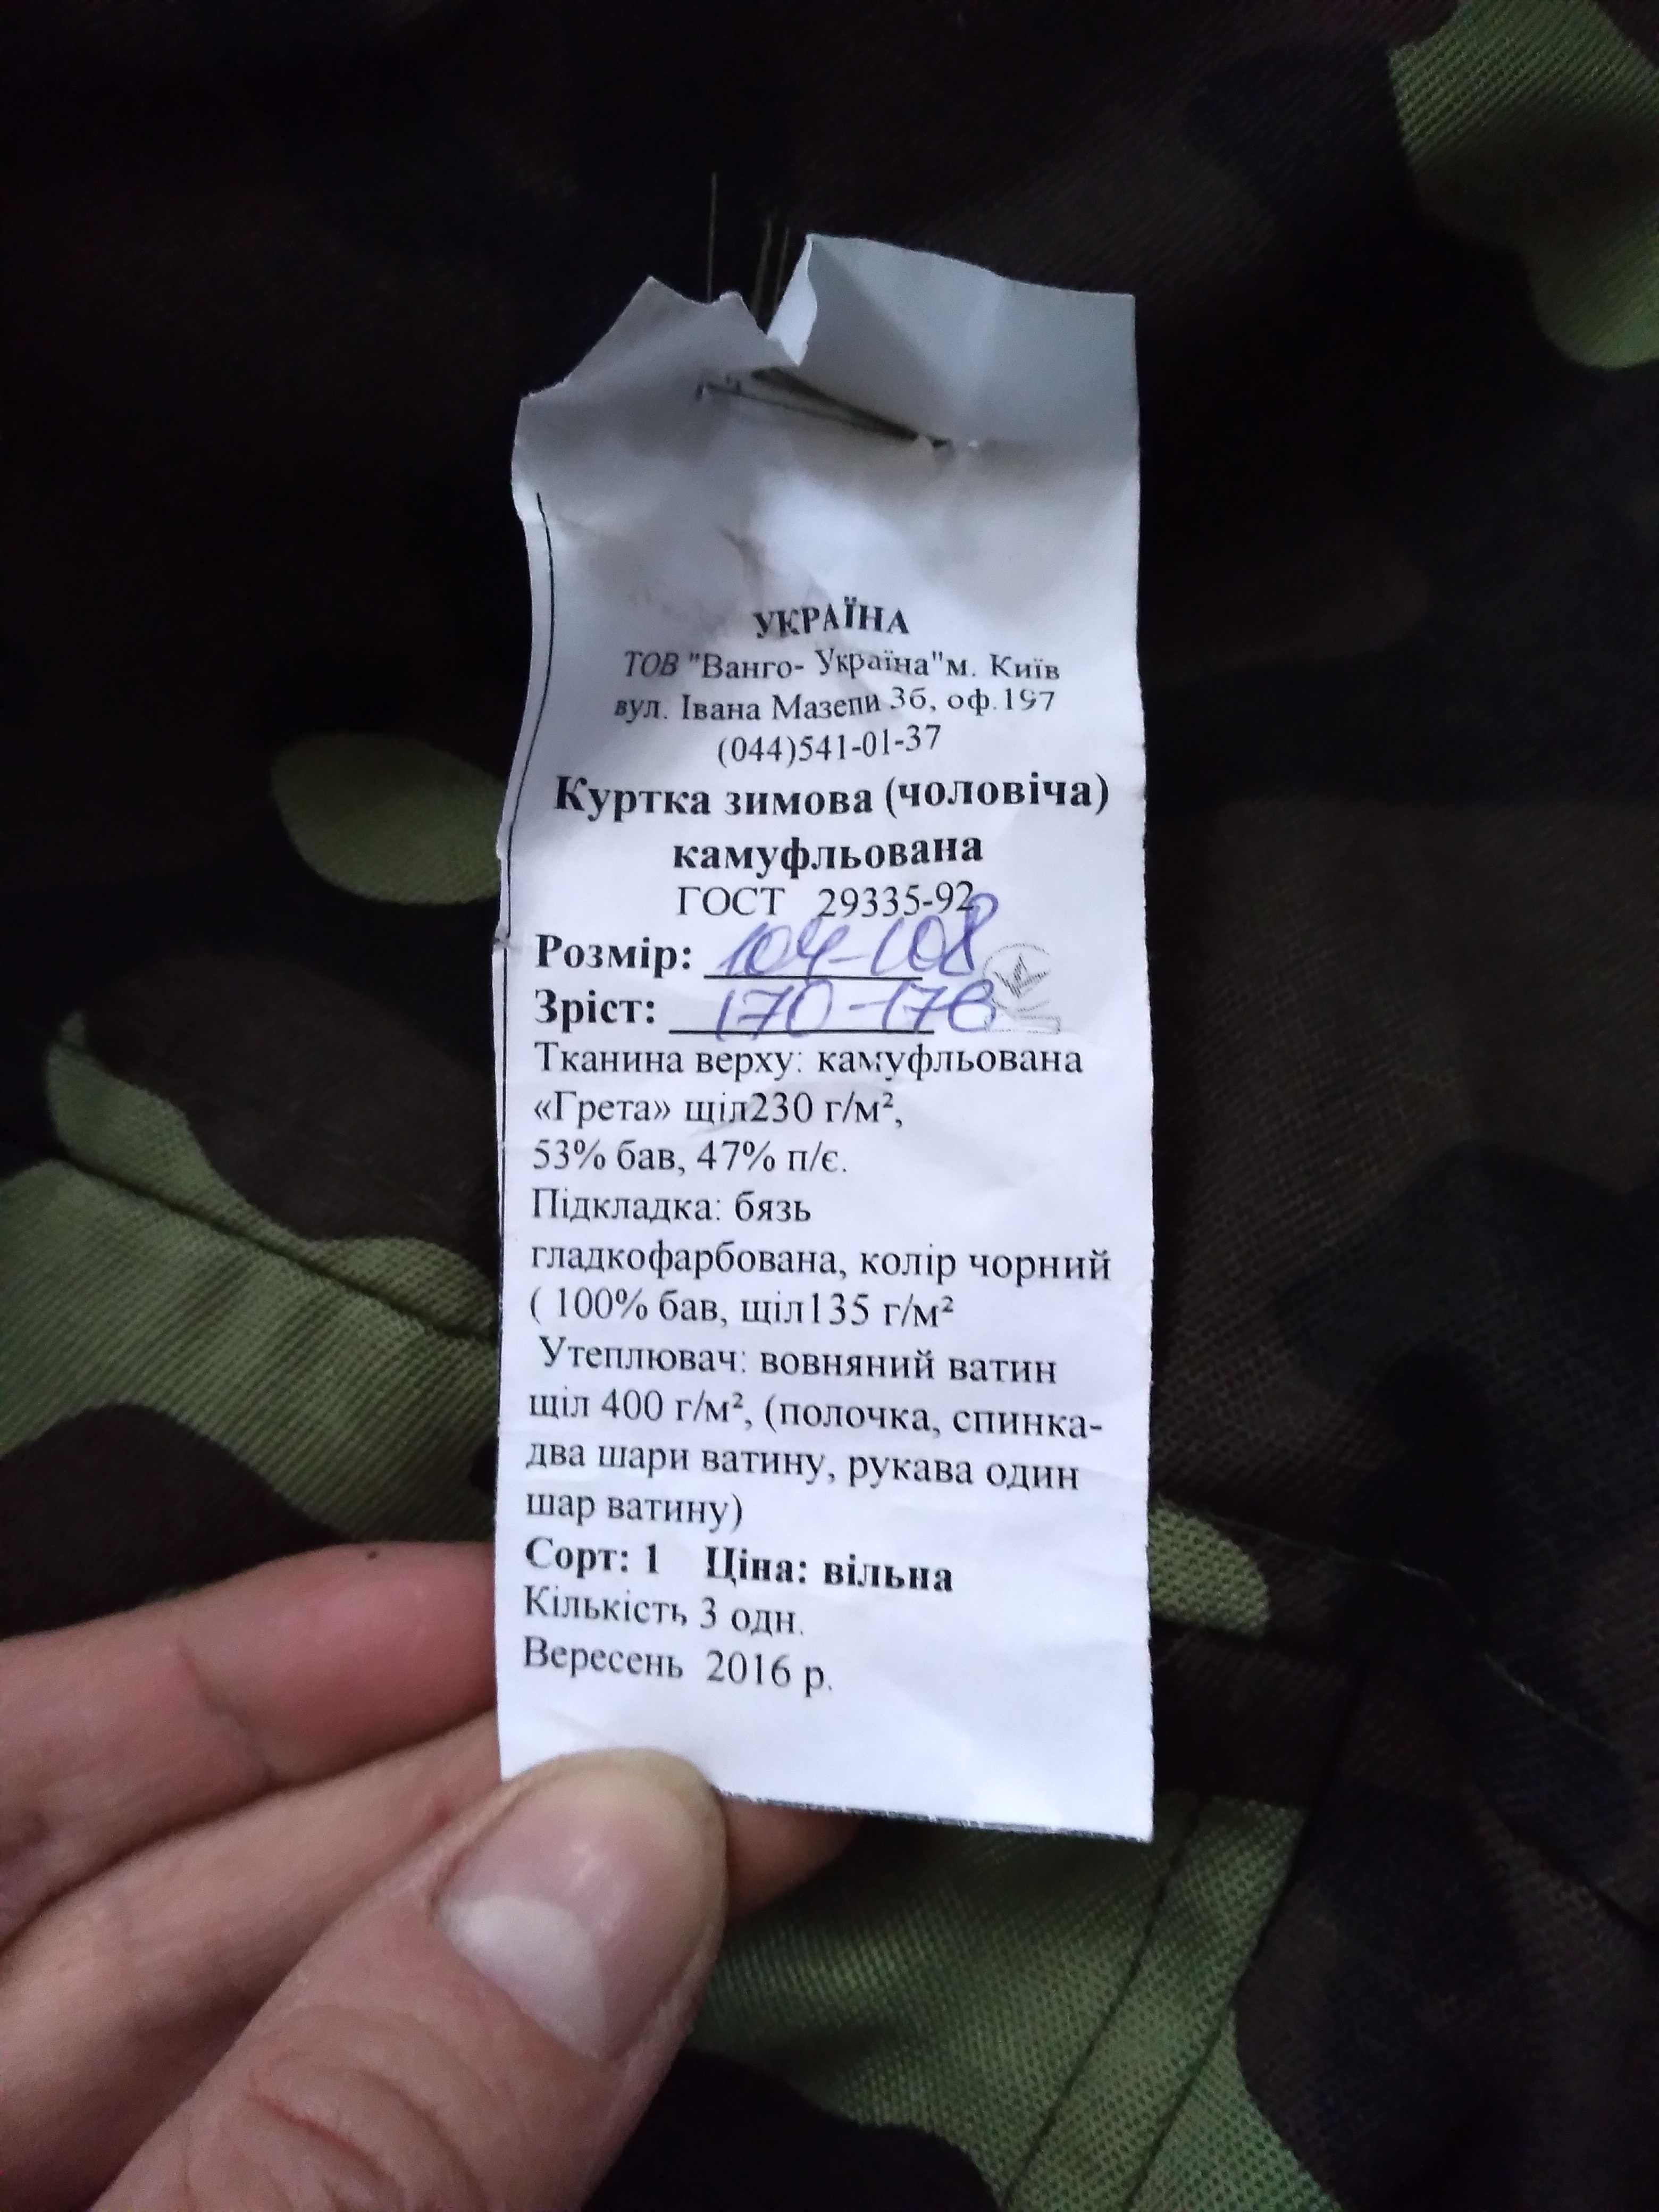 УКРАЇНА
ТОВ "Ванго- Україна"м. Київ
вул. Івана Мазепи 3б, оф.197
(044)541-01-37
Куртка зимова (чоловіча)
камуфльована
ГОСТ 29335-92
Розмір: 104-108
Зріст: 170-176
Тканина верху: камуфльована
«Грета» щіл230 г/м²,
53% бав, 47% п/є.
Підкладка: бязь
гладкофарбована, колір чорний
( 100% бав, щіл135 г/м²
Утеплювач: вовняний ватин
щіл 400 г/м², (полочка, спинка-
два шари ватину, рукава один
шар ватину)
Сорт: 1 Ціна: вільна
Кількість 3 одн.
Вересень 2016 р.